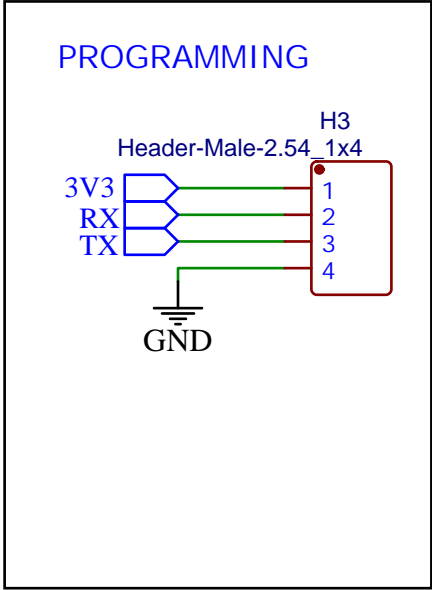 PROGRAMMING
H3
Header-Male-2.54_1x4
3V3
1
RX
2
TX
3
4
GND